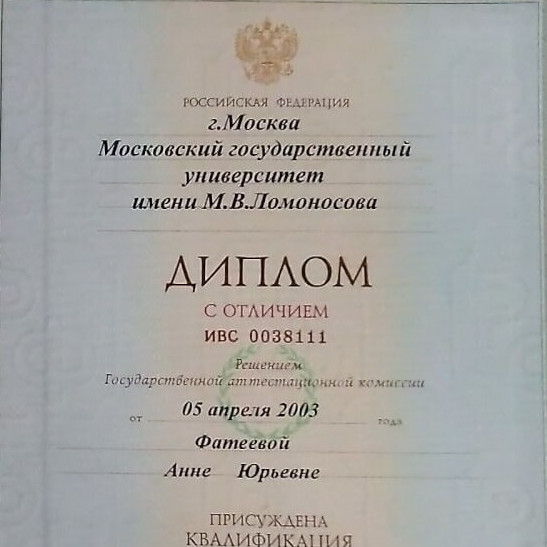 РОССИЙСКАЯ ФЕДЕРАЦИЯ
г.Москва
Московский государственный
университет
имени М.В.Ломоносова
ДИПЛОМ
С ОТЛИЧИЕМ
ИВС 0038111
Решением
Государственной аттестационной комиссии
от 05 апреля 2003 года
Фатеевой
Анне Юрьевне
ПРИСУЖДЕНА
КВАЛИФИКАЦИЯ